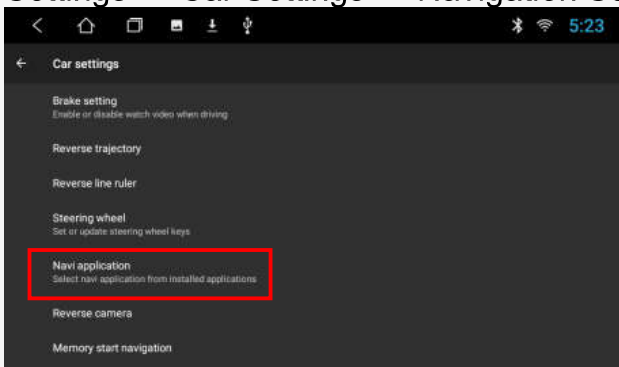 5:23
Car settings
Brake setting
Enable or disable watch video when driving
Reverse trajectory
Reverse line ruler
Steering wheel
Set or update steering wheel keys
Navi application
Select navi application from installed applications
Reverse camera
Memory start navigation